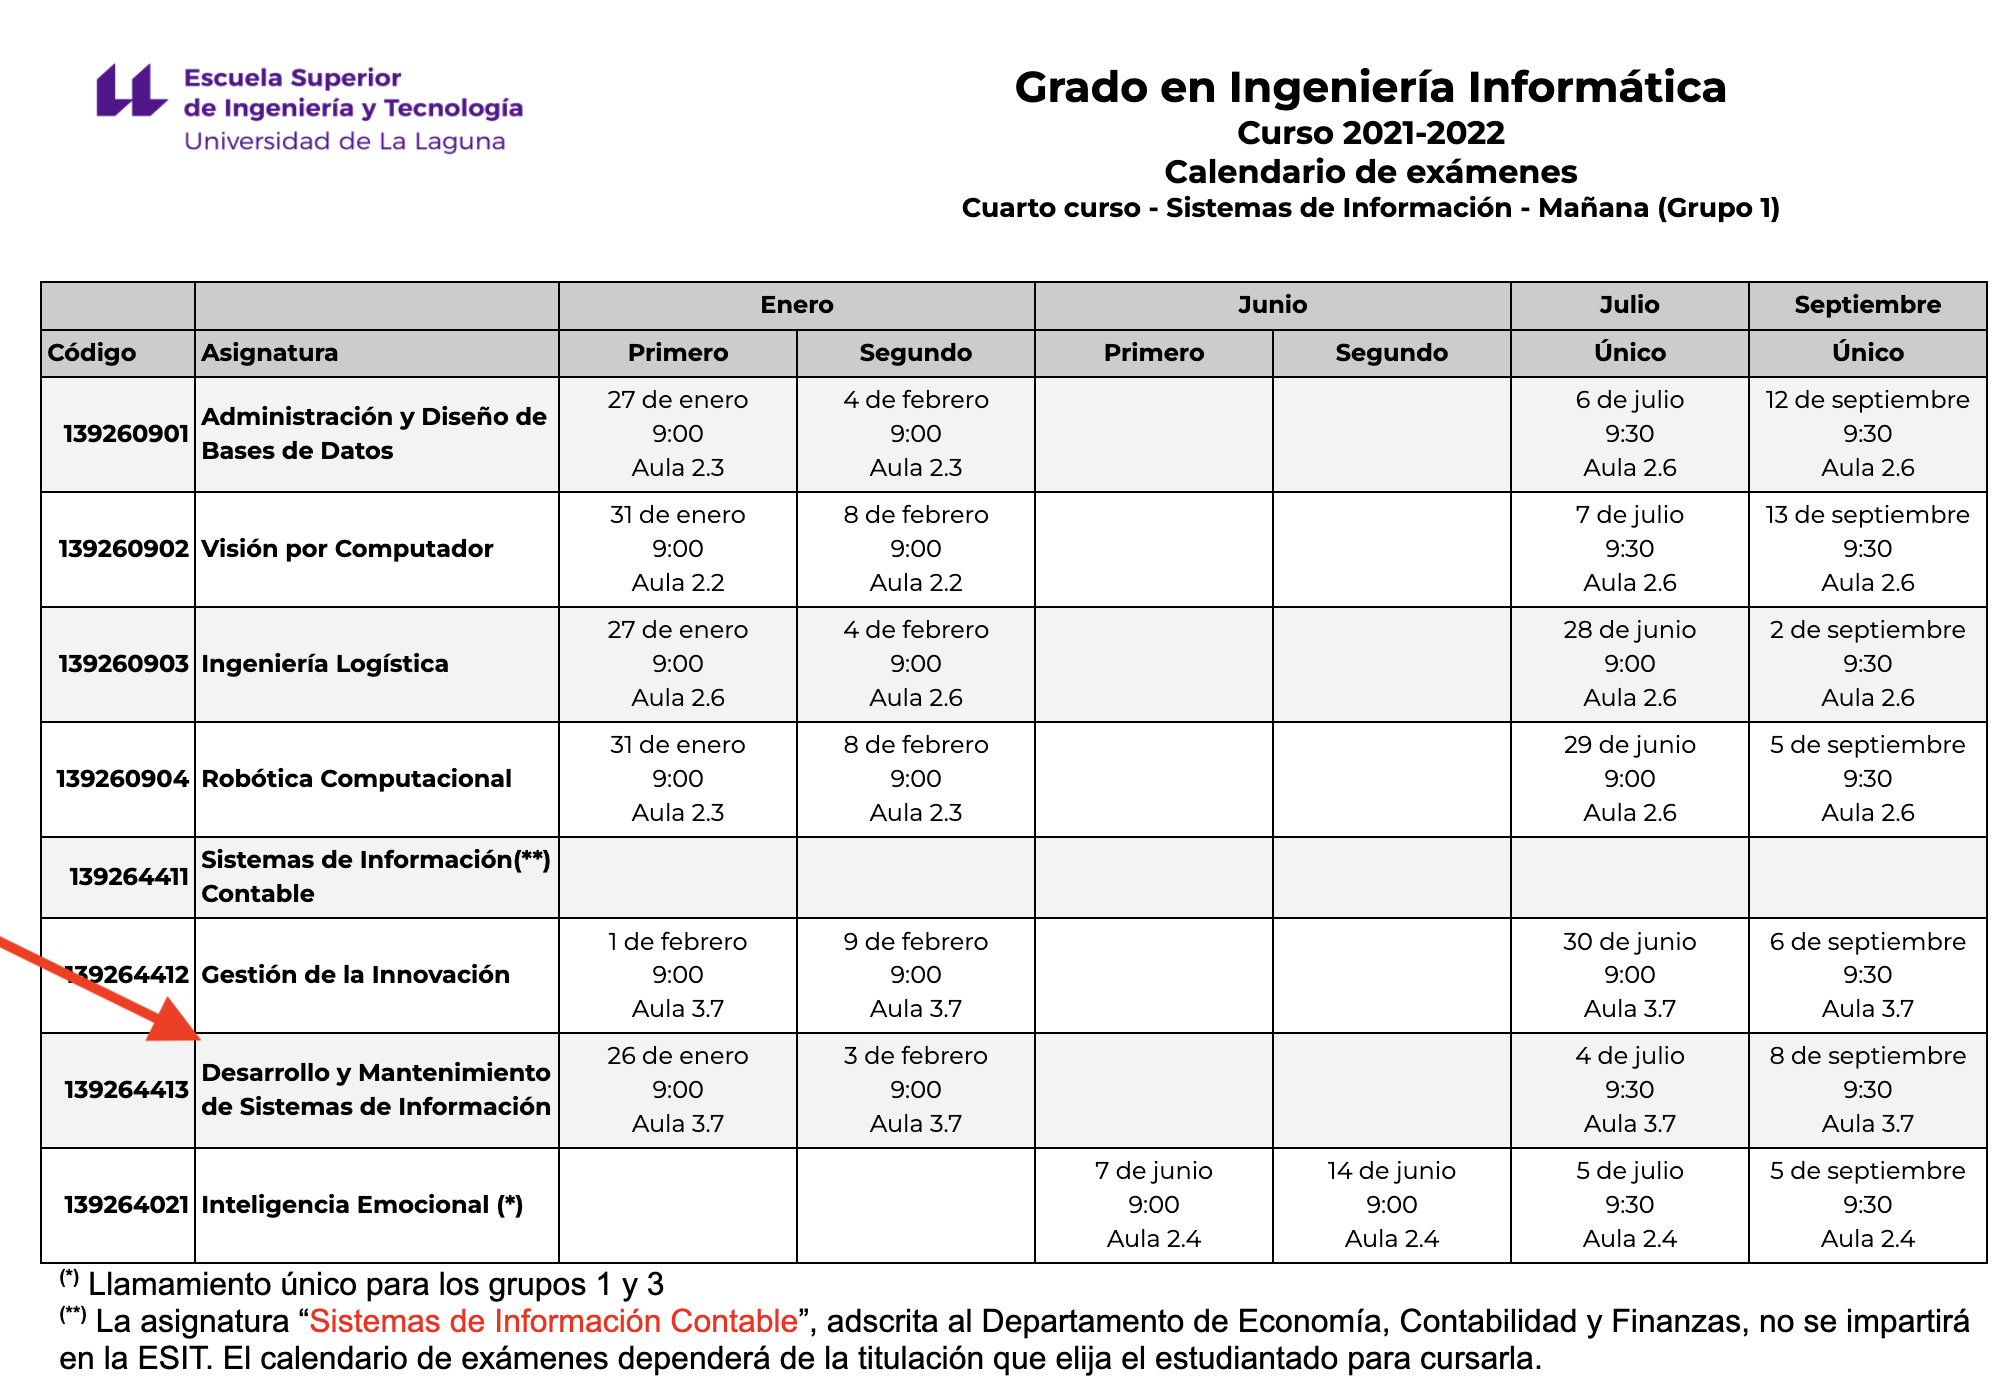 Escuela Superior
de Ingeniería y Tecnología
Universidad de La Laguna
Grado en Ingeniería Informática
Curso 2021-2022
Calendario de exámenes
Cuarto curso - Sistemas de Información - Mañana (Grupo 1)
Enero Junio Julio Septiembre
Código Asignatura Primero Segundo Primero Segundo Único Único
139260901 Administración y Diseño de Bases de Datos 27 de enero 9:00 Aula 2.3 4 de febrero 9:00 Aula 2.3 6 de julio 9:30 Aula 2.6 12 de septiembre 9:30 Aula 2.6
139260902 Visión por Computador 31 de enero 9:00 Aula 2.2 8 de febrero 9:00 Aula 2.2 7 de julio 9:30 Aula 2.6 13 de septiembre 9:30 Aula 2.6
139260903 Ingeniería Logística 27 de enero 9:00 Aula 2.6 4 de febrero 9:00 Aula 2.6 28 de junio 9:00 Aula 2.6 2 de septiembre 9:30 Aula 2.6
139260904 Robótica Computacional 31 de enero 9:00 Aula 2.3 8 de febrero 9:00 Aula 2.3 29 de junio 9:00 Aula 2.6 5 de septiembre 9:30 Aula 2.6
139264411 Sistemas de Información(**) Contable
139264412 Gestión de la Innovación 1 de febrero 9:00 Aula 3.7 9 de febrero 9:00 Aula 3.7 30 de junio 9:00 Aula 3.7 6 de septiembre 9:30 Aula 3.7
139264413 Desarrollo y Mantenimiento de Sistemas de Información 26 de enero 9:00 Aula 3.7 3 de febrero 9:00 Aula 3.7 4 de julio 9:30 Aula 3.7 8 de septiembre 9:30 Aula 3.7
139264021 Inteligencia Emocional (*) 7 de junio 9:00 Aula 2.4 14 de junio 9:00 Aula 2.4 5 de julio 9:30 Aula 2.4 5 de septiembre 9:30 Aula 2.4
(*) Llamamiento único para los grupos 1 y 3
(**) La asignatura “Sistemas de Información Contable”, adscrita al Departamento de Economía, Contabilidad y Finanzas, no se impartirá
en la ESIT. El calendario de exámenes dependerá de la titulación que elija el estudiantado para cursarla.